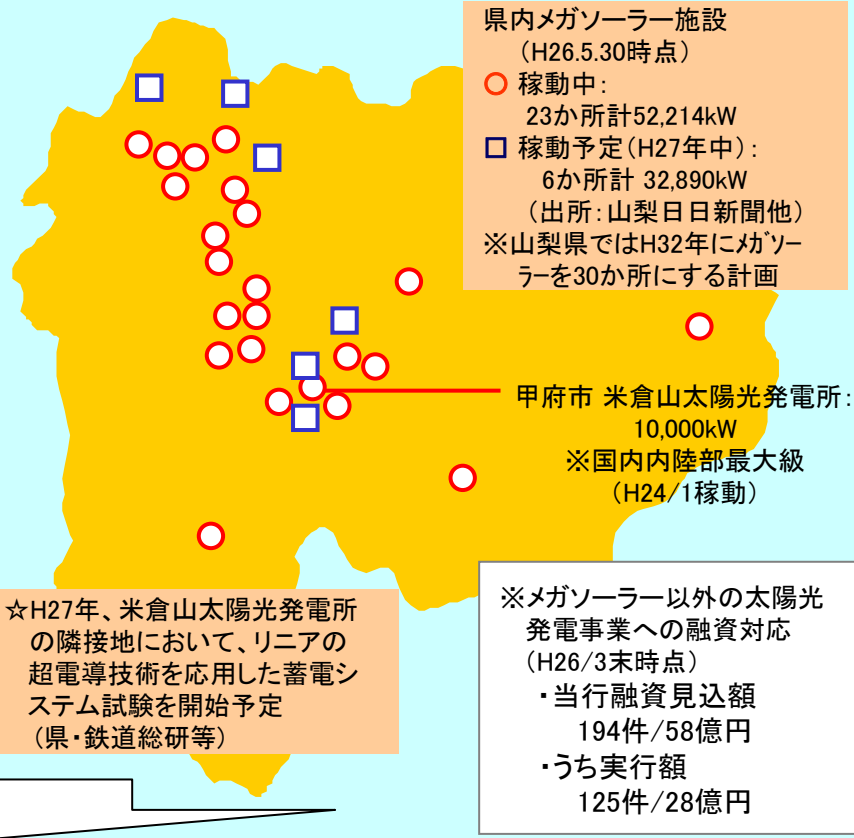 県内メガソーラー施設
(H26.5.30時点)
○ 稼動中:
23か所計52,214kW
□ 稼動予定(H27年中):
6か所計 32,890kW
(出所:山梨日日新聞他)
※山梨県ではH32年にメガソー
ラーを30か所にする計画
甲府市 米倉山太陽光発電所:
10,000kW
※国内内陸部最大級
(H24/1稼動)
☆H27年、米倉山太陽光発電所
の隣接地において、リニアの
超電導技術を応用した蓄電シ
ステム試験を開始予定
(県・鉄道総研等)
※メガソーラー以外の太陽光
発電事業への融資対応
(H26/3末時点)
・当行融資見込額
194件/58億円
・うち実行額
125件/28億円